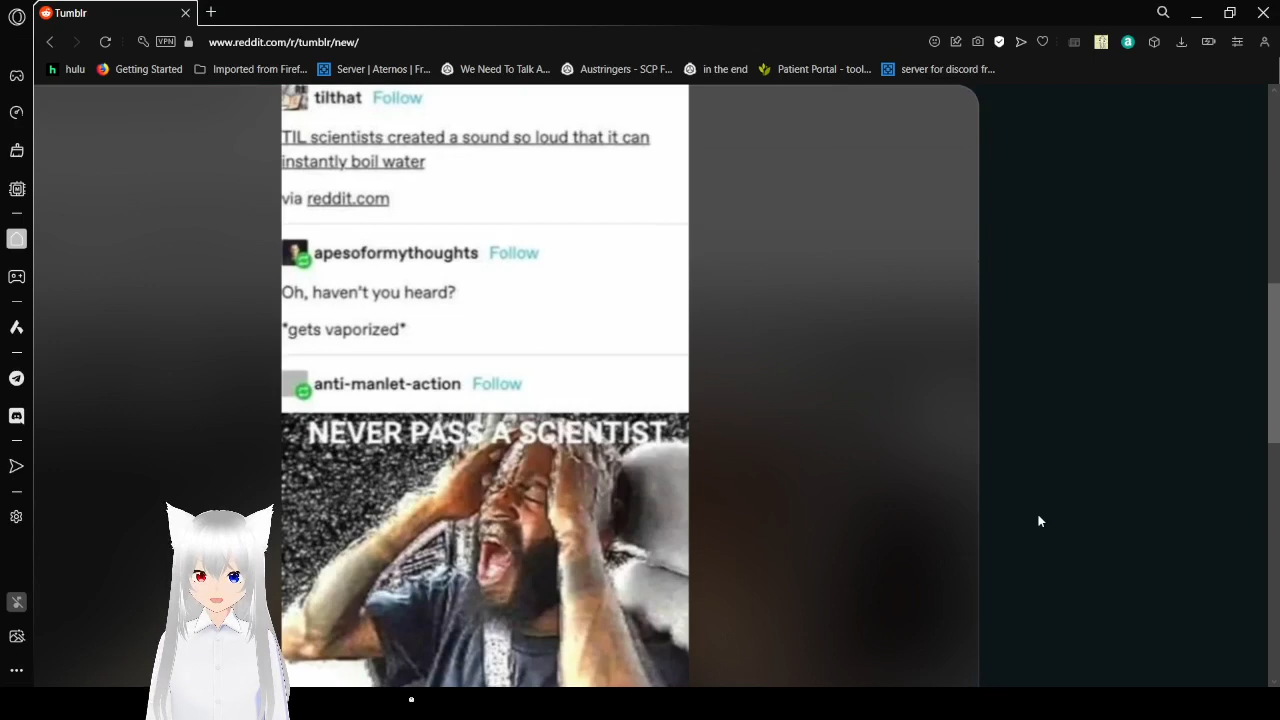 Tumblr
VPN
www.reddit.com/r/tumblr/new/
hulu
Getting Started
Imported from Firef...
Server | Aternos | Fr...
We Need To Talk A...
Austringers - SCP F...
in the end
Patient Portal - tool...
server for discord fr...
tilthat Follow
TIL scientists created a sound so loud that it can
instantly boil water
via reddit.com
apesoformythoughts Follow
Oh, haven't you heard?
*gets vaporized*
anti-manlet-action Follow
NEVER PASS A SCIENTIST